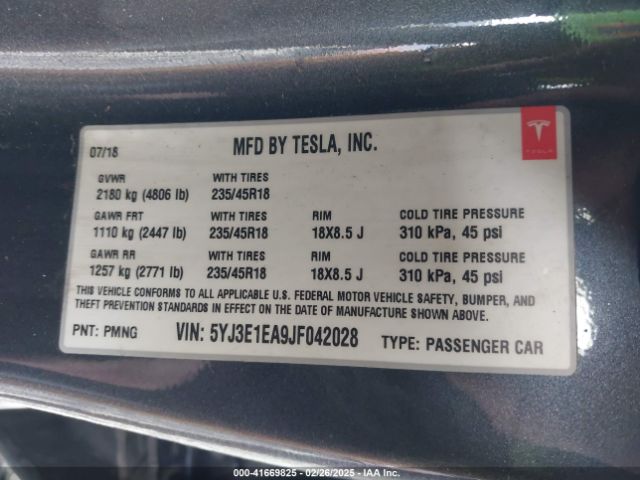 07/18
MFD BY TESLA, INC.
TESLA
GVWR WITH TIRES
2180 kg (4806 lb) 235/45R18
GAWR FRT WITH TIRES RIM COLD TIRE PRESSURE
1110 kg (2447 lb) 235/45R18 18X8.5 J 310 kPa, 45 psi
GAWR RR WITH TIRES RIM COLD TIRE PRESSURE
1257 kg (2771 lb) 235/45R18 18X8.5 J 310 kPa, 45 psi
THIS VEHICLE CONFORMS TO ALL APPLICABLE U.S. FEDERAL MOTOR VEHICLE SAFETY, BUMPER, AND
THEFT PREVENTION STANDARDS IN EFFECT ON THE DATE OF MANUFACTURE SHOWN ABOVE.
PNT: PMNG VIN: 5YJ3E1EA9JF042028 TYPE: PASSENGER CAR
000-41669825 - 02/26/2025 - IAA Inc.